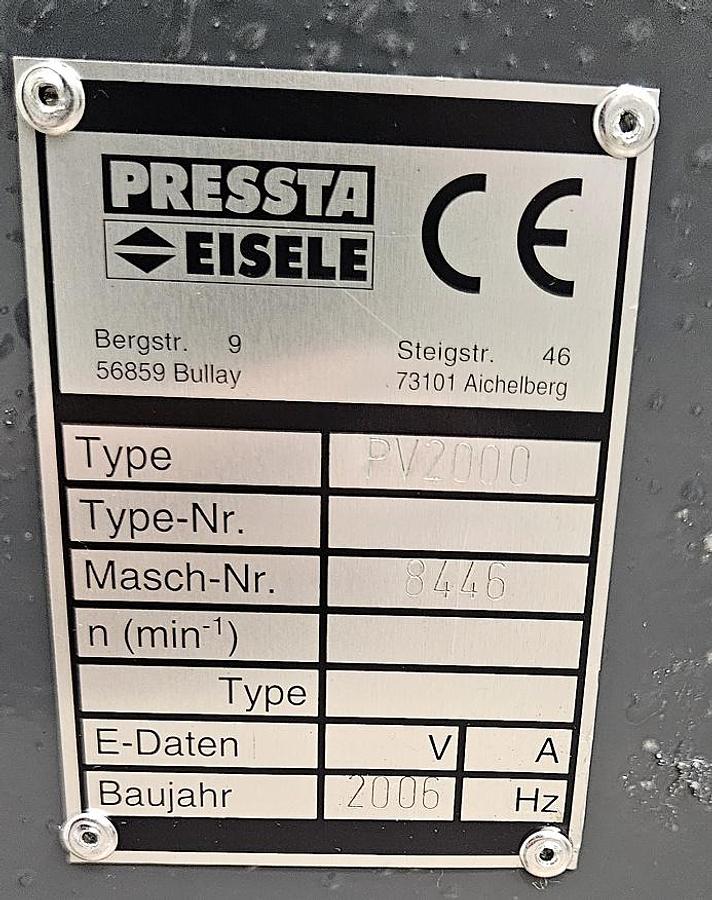 PRESSTA
EISELE
CE
Bergstr. 9
56859 Bullay
Steigstr. 46
73101 Aichelberg
Type PV2000
Type-Nr.
Masch-Nr. 8446
n (min⁻¹)
Type
E-Daten V A
Baujahr 2006 Hz